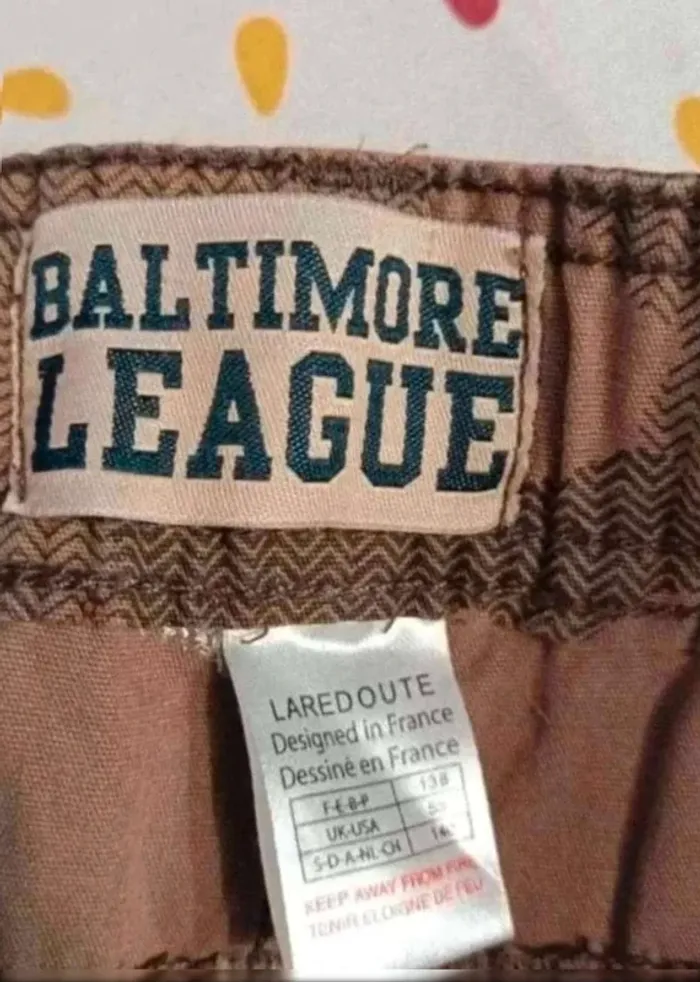 BALTIMORE
LEAGUE
LAREDOUTE
Designed in France
Dessiné en France
F-E-B-P 138
UK-USA
S-D-A-NL-CH
KEEP AWAY FROM FIRE
TENIR ELOIGNE DE FEU